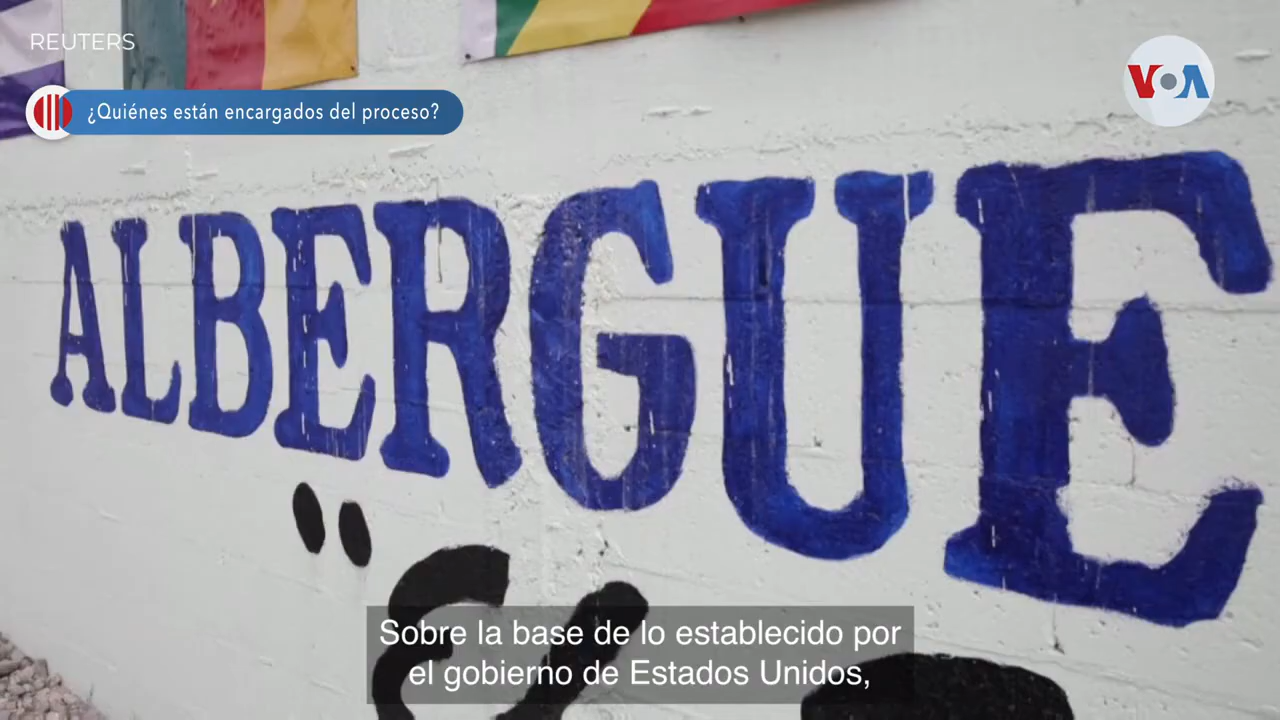 REUTERS
VOA
¿Quiénes están encargados del proceso?
ALBERGUE
Sobre la base de lo establecido por
el gobierno de Estados Unidos,